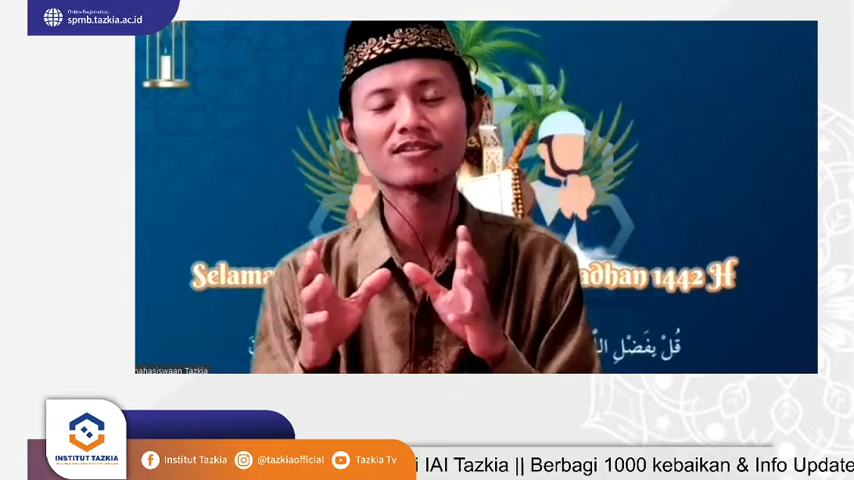 Online Registration
spmb.tazkia.ac.id
Selama
adhan 1442 H
قُلْ بِفَضْلِ
mahasiswaan Tazkia
INSTITUT TAZKIA
Institut Tazkia
@tazkiaofficial
Tazkia Tv
i IAI Tazkia || Berbagi 1000 kebaikan & Info Update